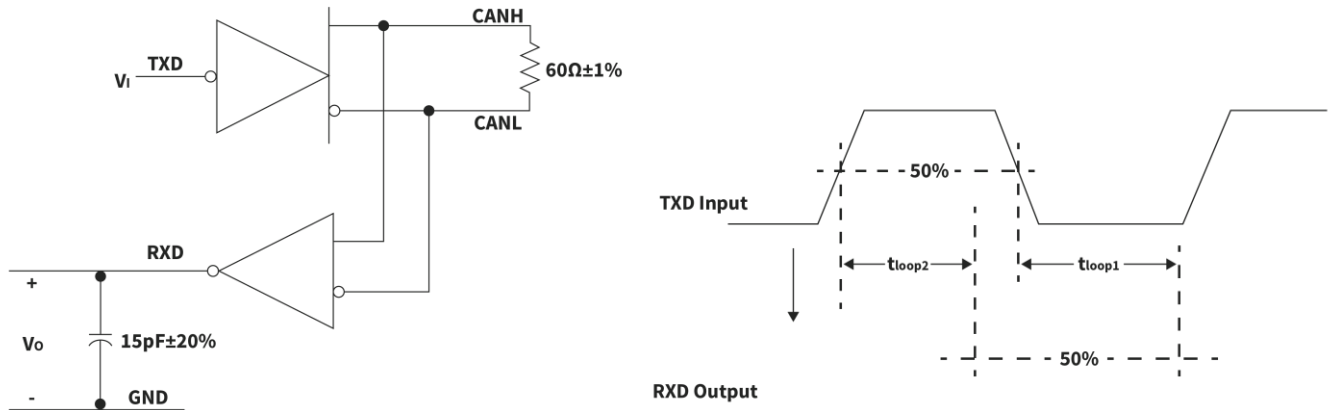 CANH
TXD
VI
60Ω±1%
CANL
RXD
+
Vo
15pF±20%
-
GND
50%
TXD Input
tloop2
tloop1
50%
RXD Output